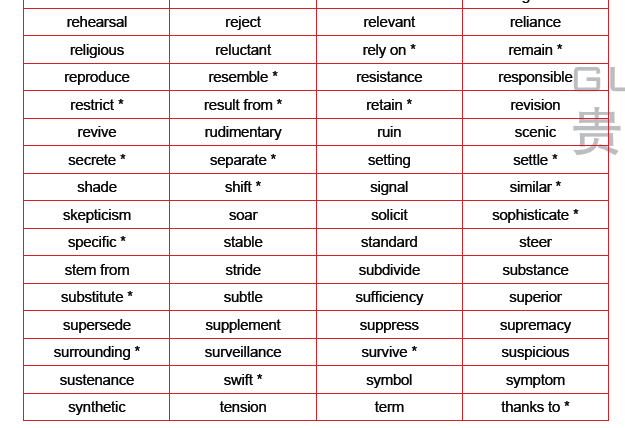 rehearsal reject relevant reliance
religious reluctant rely on * remain *
reproduce resemble * resistance responsible
restrict * result from * retain * revision
revive rudimentary ruin scenic
secrete * separate * setting settle *
shade shift * signal similar *
skepticism soar solicit sophisticate *
specific * stable standard steer
stem from stride subdivide substance
substitute * subtle sufficiency superior
supersede supplement suppress supremacy
surrounding * surveillance survive * suspicious
sustenance swift * symbol symptom
synthetic tension term thanks to *
贵